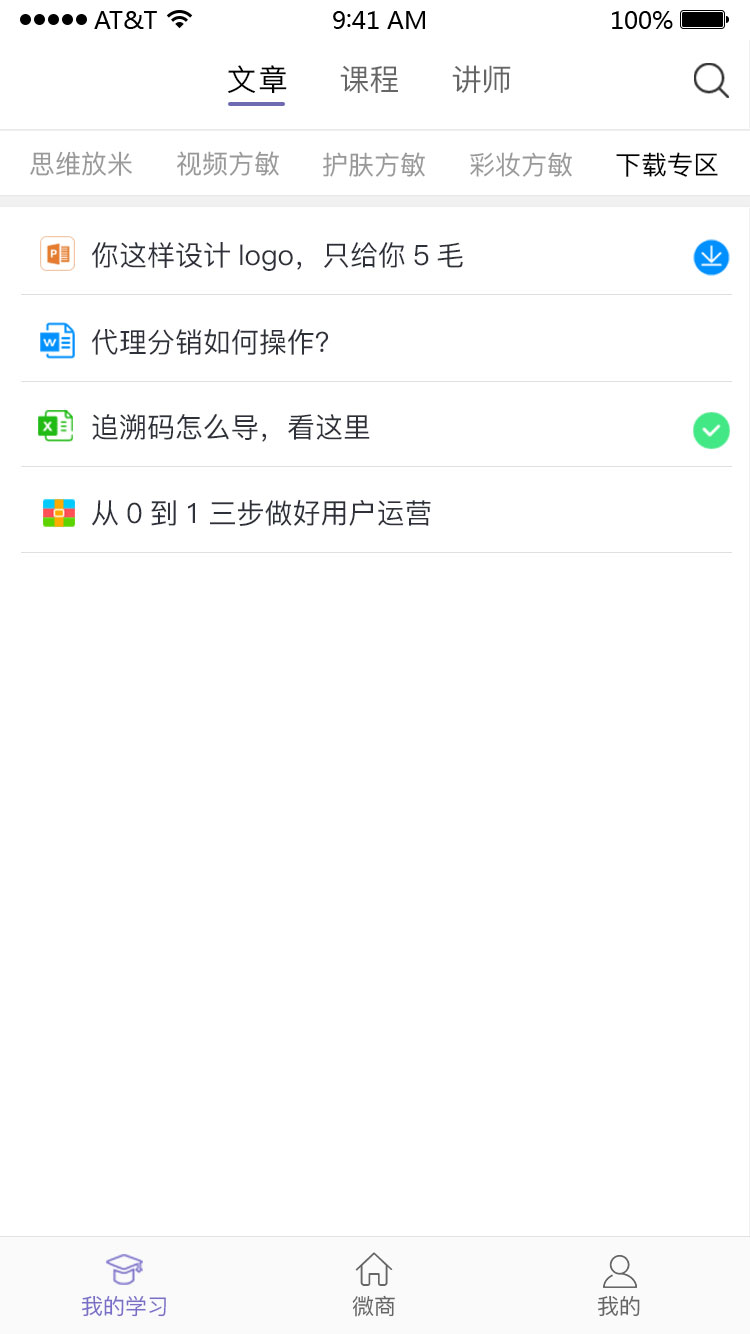 AT&T 9:41 AM 100%
文章 课程 讲师
思维放米 视频方敏 护肤方敏 彩妆方敏 下载专区
P 你这样设计 logo，只给你 5 毛
W 代理分销如何操作？
X 追溯码怎么导，看这里
从 0 到 1 三步做好用户运营
我的学习 微商 我的